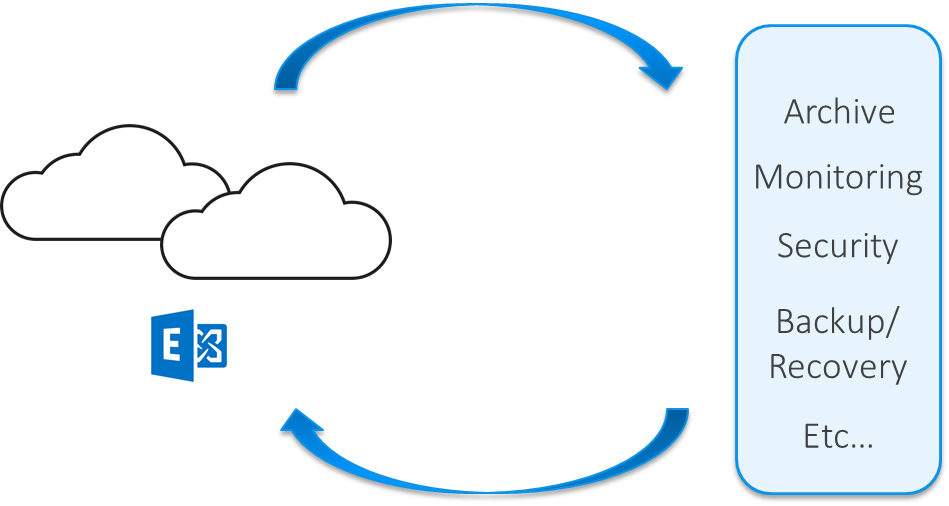 Archive
Monitoring
Security
Backup/
Recovery
Etc...
E